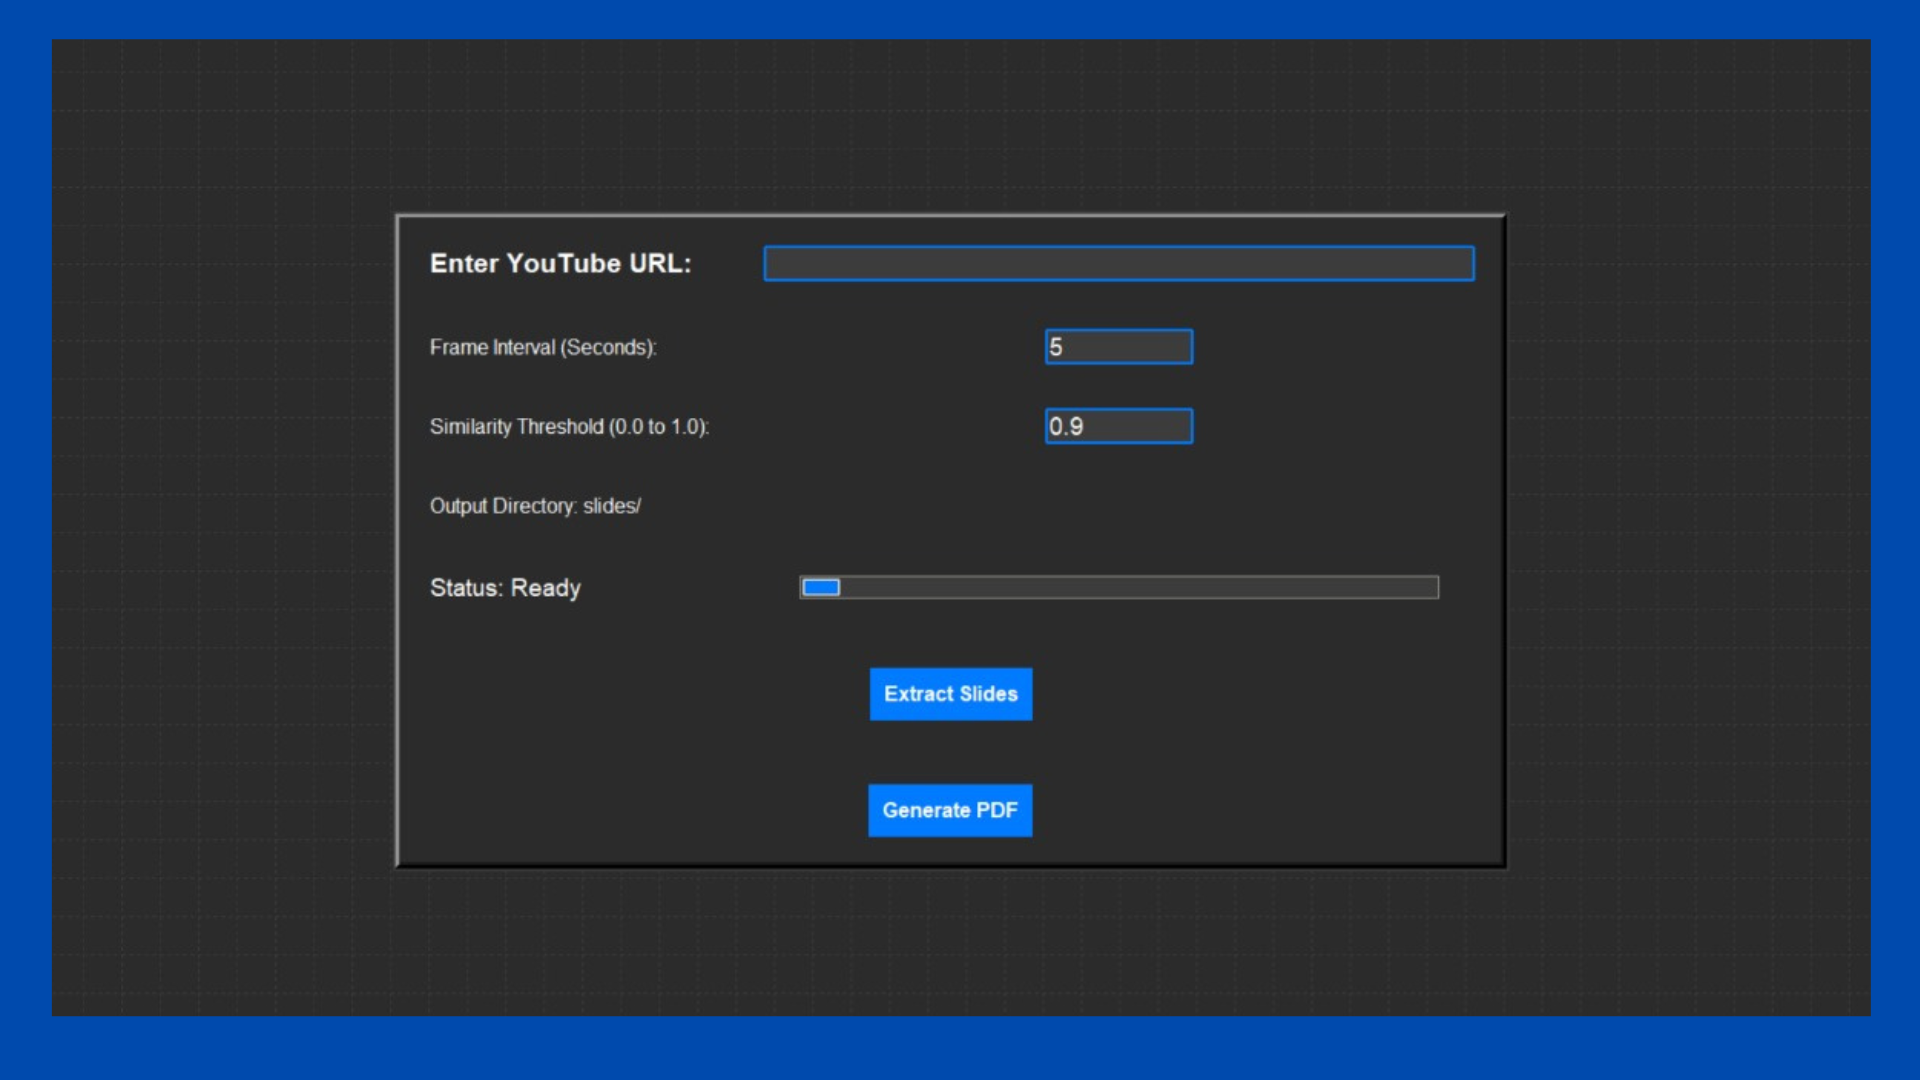 Enter YouTube URL:
Frame Interval (Seconds): 5
Similarity Threshold (0.0 to 1.0): 0.9
Output Directory: slides/
Status: Ready
Extract Slides
Generate PDF